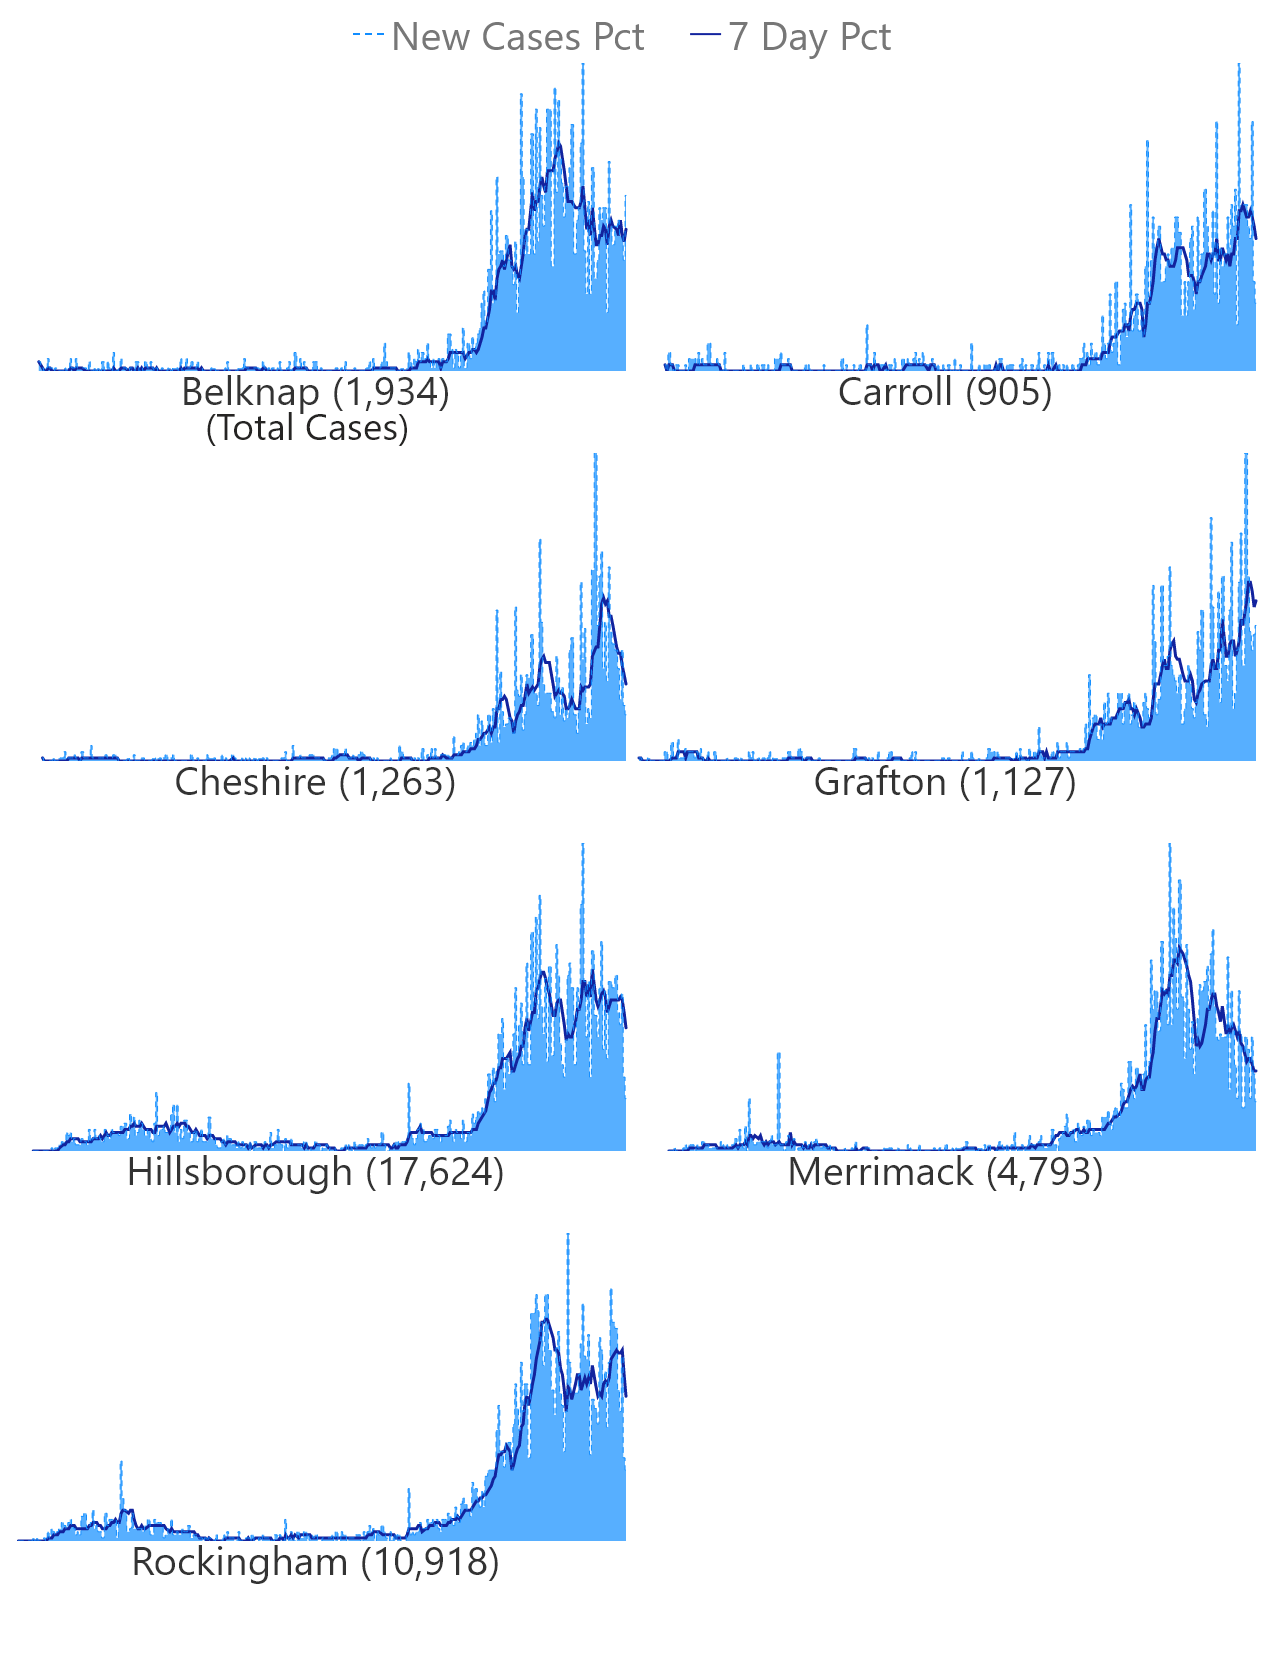 New Cases Pct 7 Day Pct
Belknap (1,934) Carroll (905)
(Total Cases)
Cheshire (1,263) Grafton (1,127)
Hillsborough (17,624) Merrimack (4,793)
Rockingham (10,918)